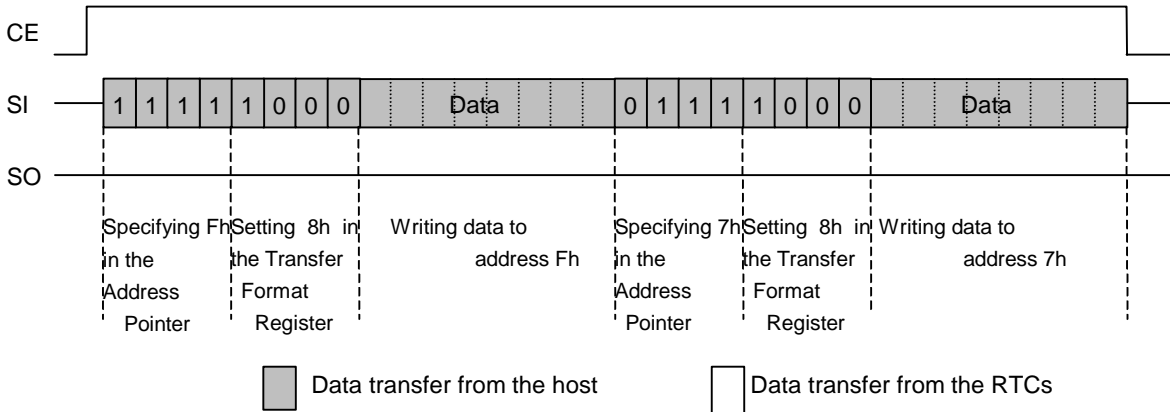 CE
SI 1 1 1 1 1 0 0 0 Data 0 1 1 1 1 0 0 0 Data
SO
Specifying Fh Setting 8h in Writing data to Specifying 7h Setting 8h in Writing data to
in the the Transfer address Fh in the the Transfer address 7h
Address Format Address Format
Pointer Register Pointer Register
Data transfer from the host Data transfer from the RTCs